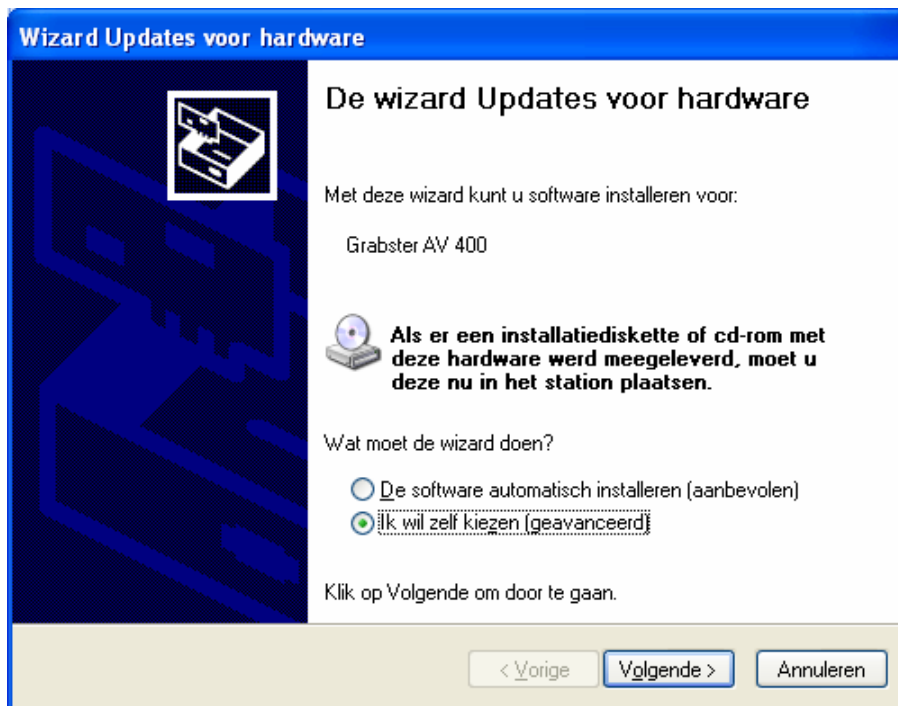 Wizard Updates voor hardware
De wizard Updates voor hardware
Met deze wizard kunt u software installeren voor:
Grabster AV 400
Als er een installatiediskette of cd-rom met
deze hardware werd meegeleverd, moet u
deze nu in het station plaatsen.
Wat moet de wizard doen?
De software automatisch installeren (aanbevolen)
Ik wil zelf kiezen (geavanceerd)
Klik op Volgende om door te gaan.
< Vorige Volgende > Annuleren